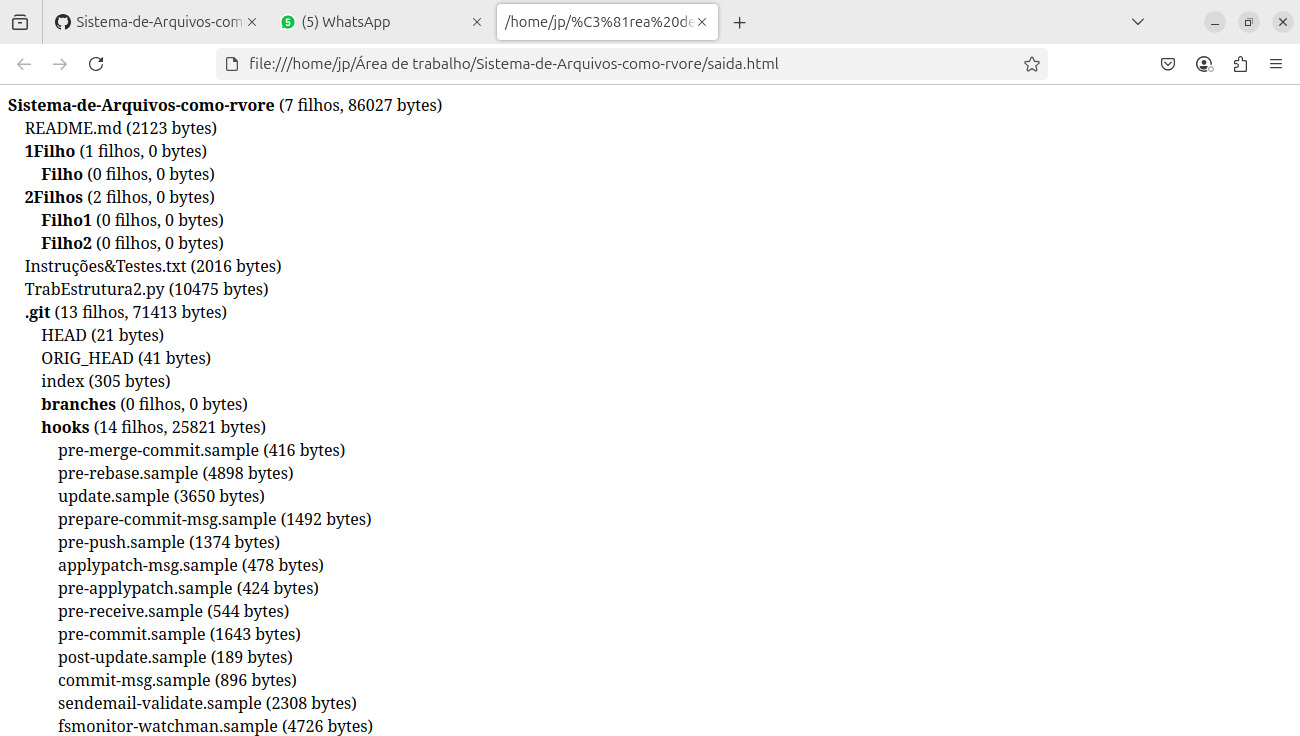 Sistema-de-Arquivos-com
(5) WhatsApp
/home/jp/%C3%81rea%20de
file:///home/jp/Área de trabalho/Sistema-de-Arquivos-como-rvore/saida.html
Sistema-de-Arquivos-como-rvore (7 filhos, 86027 bytes)
README.md (2123 bytes)
1Filho (1 filhos, 0 bytes)
Filho (0 filhos, 0 bytes)
2Filhos (2 filhos, 0 bytes)
Filho1 (0 filhos, 0 bytes)
Filho2 (0 filhos, 0 bytes)
Instruções&Testes.txt (2016 bytes)
TrabEstrutura2.py (10475 bytes)
.git (13 filhos, 71413 bytes)
HEAD (21 bytes)
ORIG_HEAD (41 bytes)
index (305 bytes)
branches (0 filhos, 0 bytes)
hooks (14 filhos, 25821 bytes)
pre-merge-commit.sample (416 bytes)
pre-rebase.sample (4898 bytes)
update.sample (3650 bytes)
prepare-commit-msg.sample (1492 bytes)
pre-push.sample (1374 bytes)
applypatch-msg.sample (478 bytes)
pre-applypatch.sample (424 bytes)
pre-receive.sample (544 bytes)
pre-commit.sample (1643 bytes)
post-update.sample (189 bytes)
commit-msg.sample (896 bytes)
sendemail-validate.sample (2308 bytes)
fsmonitor-watchman.sample (4726 bytes)